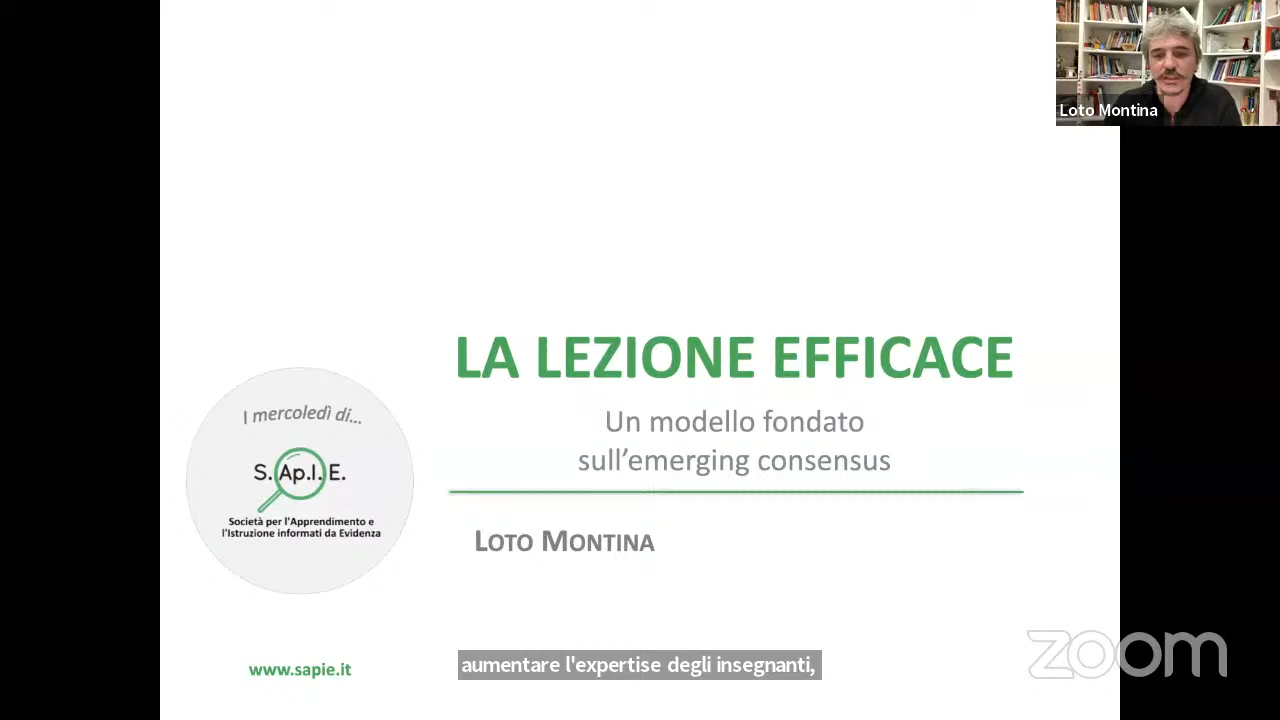 Loto Montina
LA LEZIONE EFFICACE
Un modello fondato
sull’emerging consensus
I mercoledì di...
S.Ap.I.E.
Società per l'Apprendimento e
l'Istruzione informati da Evidenza
LOTO MONTINA
www.sapie.it
aumentare l'expertise degli insegnanti,
zoom